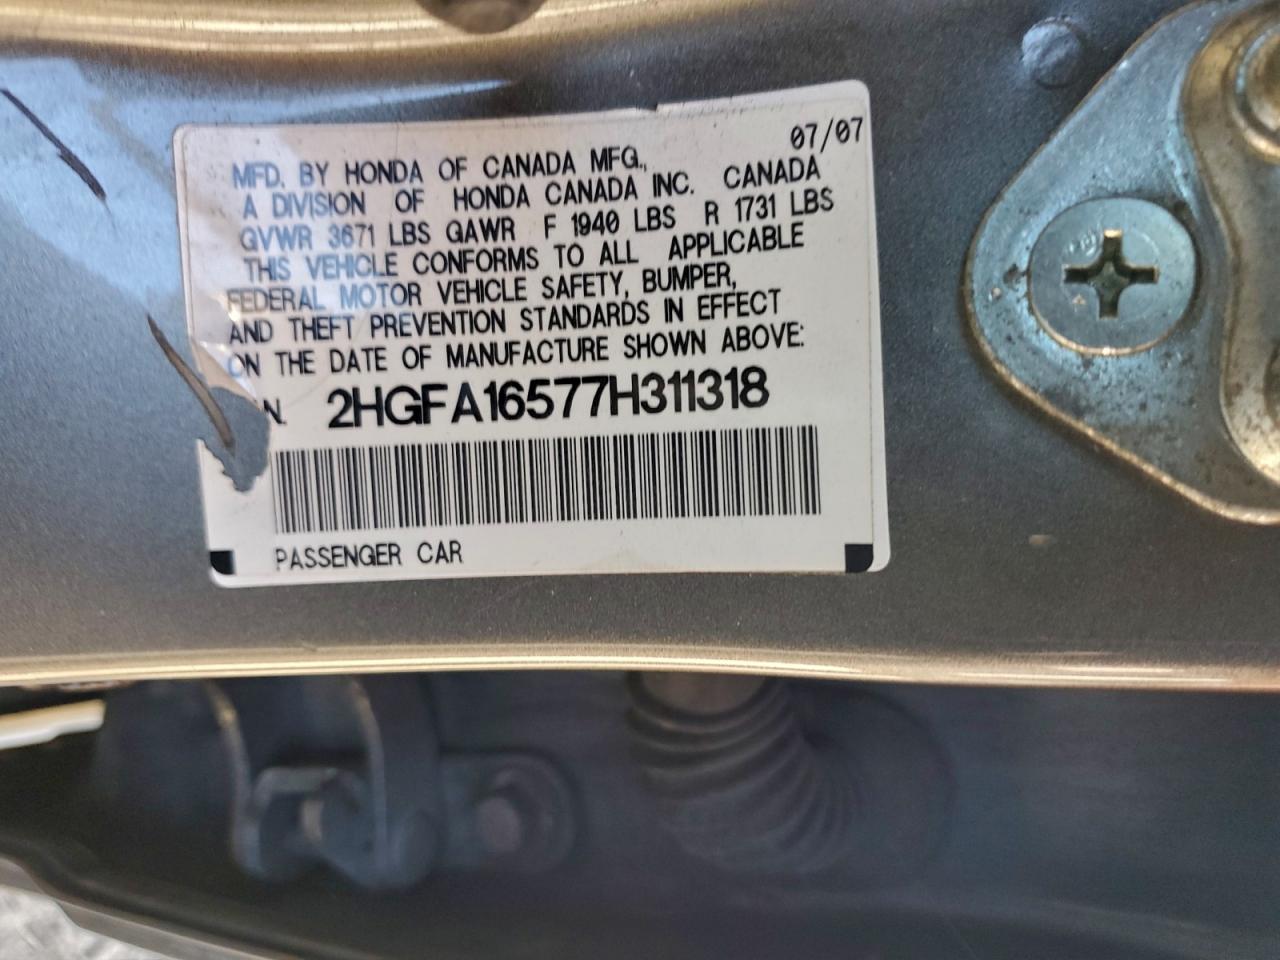 07/07
MFD. BY HONDA OF CANADA MFG.,
A DIVISION OF HONDA CANADA INC. CANADA
GVWR 3671 LBS GAWR F 1940 LBS R 1731 LBS
THIS VEHICLE CONFORMS TO ALL APPLICABLE
FEDERAL MOTOR VEHICLE SAFETY, BUMPER,
AND THEFT PREVENTION STANDARDS IN EFFECT
ON THE DATE OF MANUFACTURE SHOWN ABOVE:
2HGFA16577H311318
PASSENGER CAR